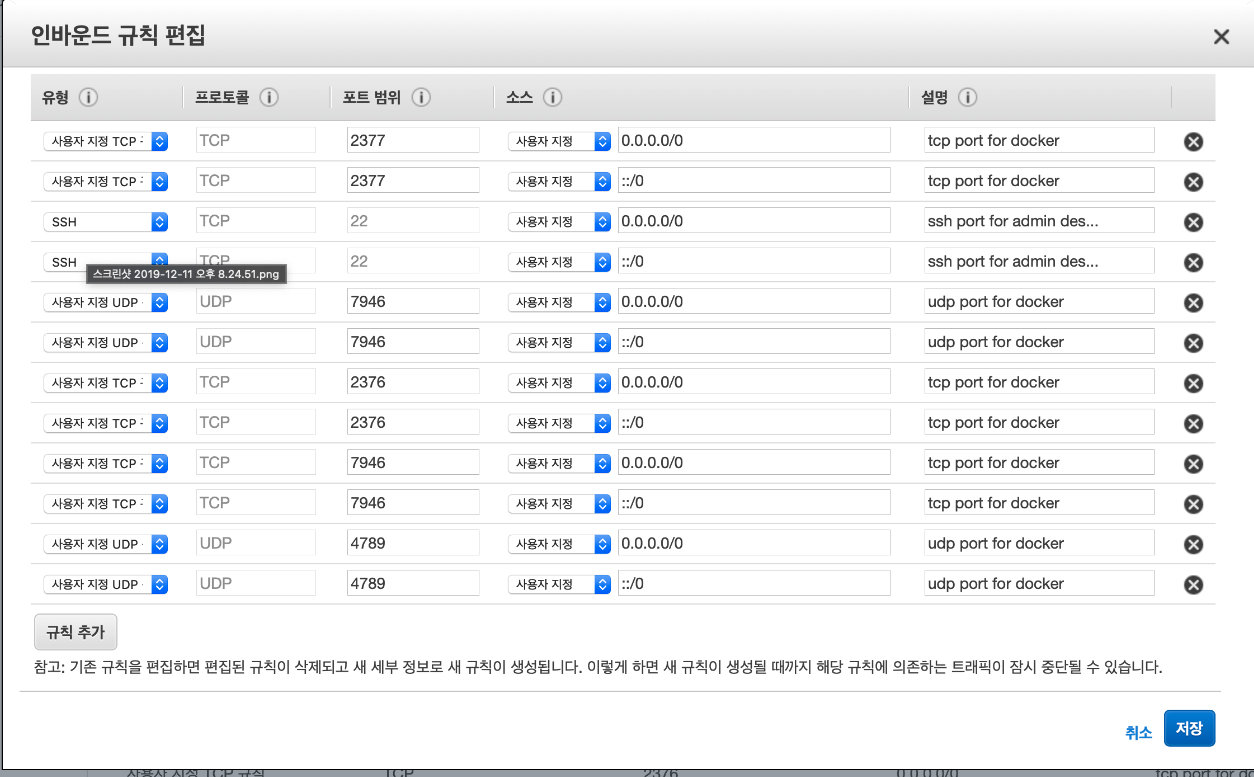 인바운드 규칙 편집
유형 프로토콜 포트 범위 소스 설명
사용자 지정 TCP TCP 2377 사용자 지정 0.0.0.0/0 tcp port for docker
사용자 지정 TCP TCP 2377 사용자 지정 ::/0 tcp port for docker
SSH TCP 22 사용자 지정 0.0.0.0/0 ssh port for admin des...
SSH TCP 22 사용자 지정 ::/0 ssh port for admin des...
스크린샷 2019-12-11 오후 8.24.51.png
사용자 지정 UDP UDP 7946 사용자 지정 0.0.0.0/0 udp port for docker
사용자 지정 UDP UDP 7946 사용자 지정 ::/0 udp port for docker
사용자 지정 TCP TCP 2376 사용자 지정 0.0.0.0/0 tcp port for docker
사용자 지정 TCP TCP 2376 사용자 지정 ::/0 tcp port for docker
사용자 지정 TCP TCP 7946 사용자 지정 0.0.0.0/0 tcp port for docker
사용자 지정 TCP TCP 7946 사용자 지정 ::/0 tcp port for docker
사용자 지정 UDP UDP 4789 사용자 지정 0.0.0.0/0 udp port for docker
사용자 지정 UDP UDP 4789 사용자 지정 ::/0 udp port for docker
규칙 추가
참고: 기존 규칙을 편집하면 편집된 규칙이 삭제되고 새 세부 정보로 새 규칙이 생성됩니다. 이렇게 하면 새 규칙이 생성될 때까지 해당 규칙에 의존하는 트래픽이 잠시 중단될 수 있습니다.
취소 저장
사용자 지정 TCP 규칙 TCP 2376 0.0.0.0/0 tcp port for